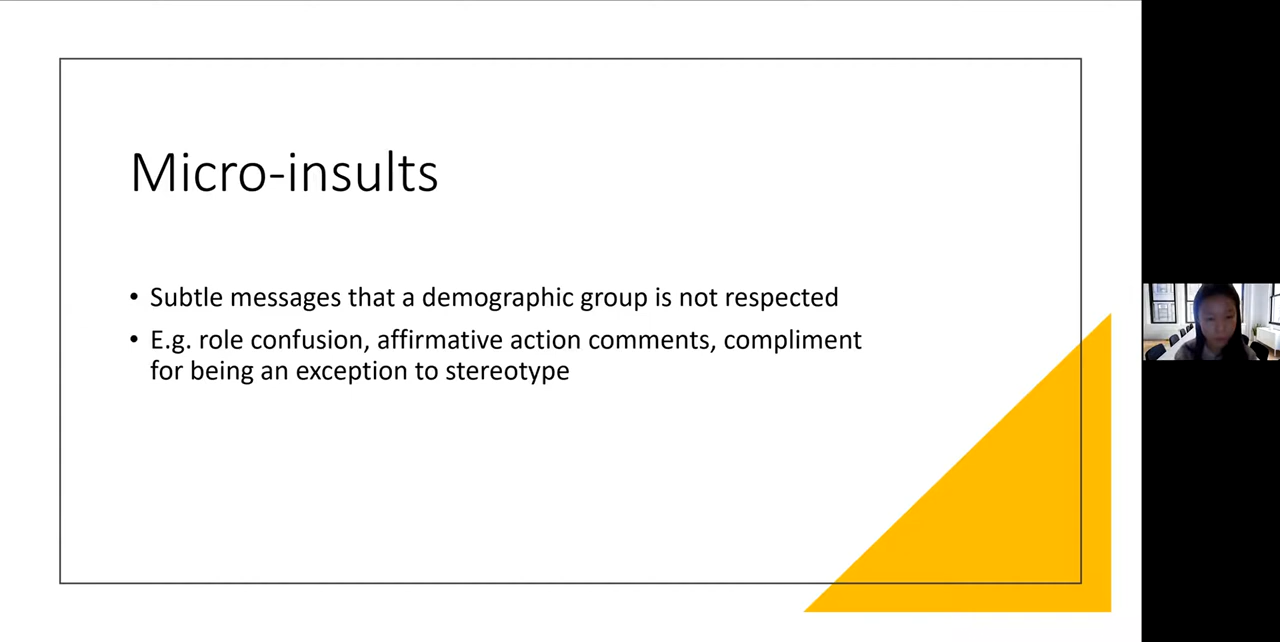 Micro-insults
• Subtle messages that a demographic group is not respected
• E.g. role confusion, affirmative action comments, compliment
for being an exception to stereotype